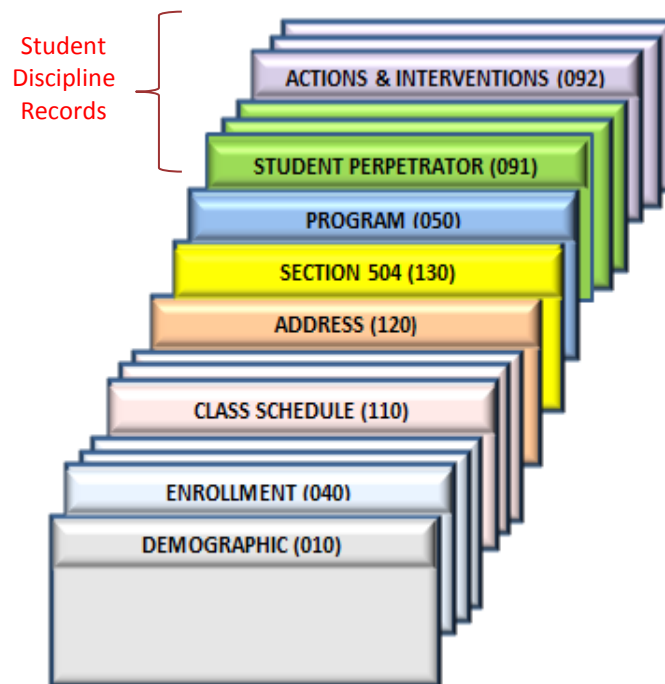 Student
Discipline
Records
ACTIONS & INTERVENTIONS (092)
STUDENT PERPETRATOR (091)
PROGRAM (050)
SECTION 504 (130)
ADDRESS (120)
CLASS SCHEDULE (110)
ENROLLMENT (040)
DEMOGRAPHIC (010)